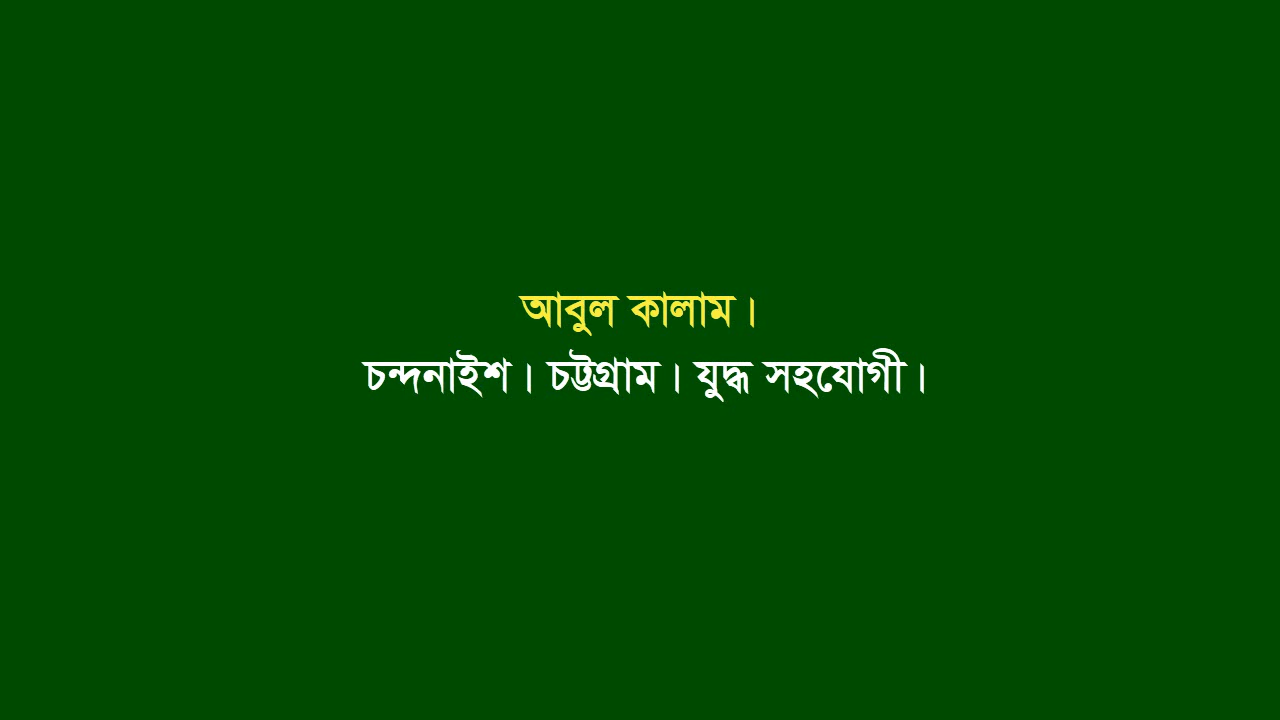 আবুল কালাম।
চন্দনাইশ। চট্টগ্রাম। যুদ্ধ সহযোগী।